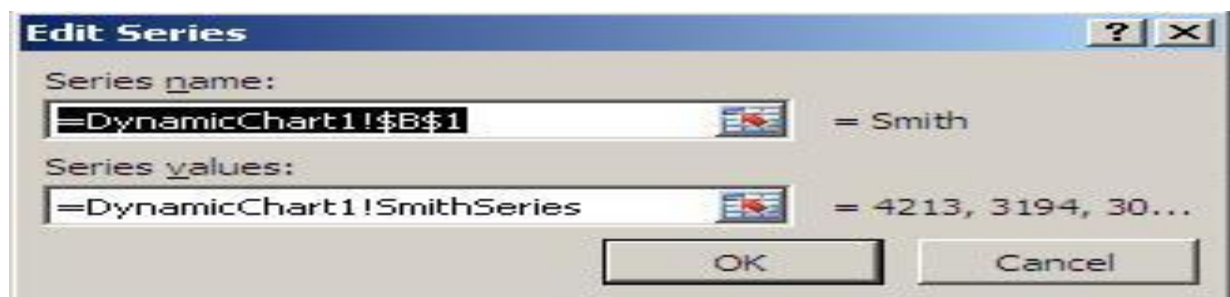 Edit Series
Series name:
=DynamicChart1!$B$1 = Smith
Series values:
=DynamicChart1!SmithSeries = 4213, 3194, 30...
OK Cancel